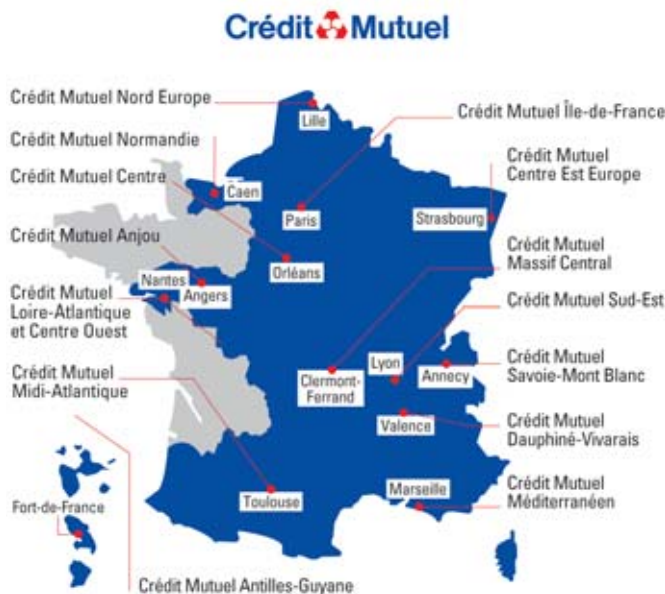 Crédit Mutuel
Crédit Mutuel Nord Europe
Lille
Crédit Mutuel Île-de-France
Crédit Mutuel Normandie
Crédit Mutuel
Centre Est Europe
Crédit Mutuel Centre
Caen
Paris
Strasbourg
Crédit Mutuel Anjou
Orléans
Crédit Mutuel
Massif Central
Nantes
Angers
Crédit Mutuel
Loire-Atlantique
et Centre Ouest
Crédit Mutuel Sud-Est
Lyon
Annecy
Clermont-
Ferrand
Crédit Mutuel
Savoie-Mont Blanc
Crédit Mutuel
Midi-Atlantique
Valence
Crédit Mutuel
Dauphiné-Vivarais
Toulouse
Marseille
Crédit Mutuel
Méditerranéen
Fort-de-France
Crédit Mutuel Antilles-Guyane